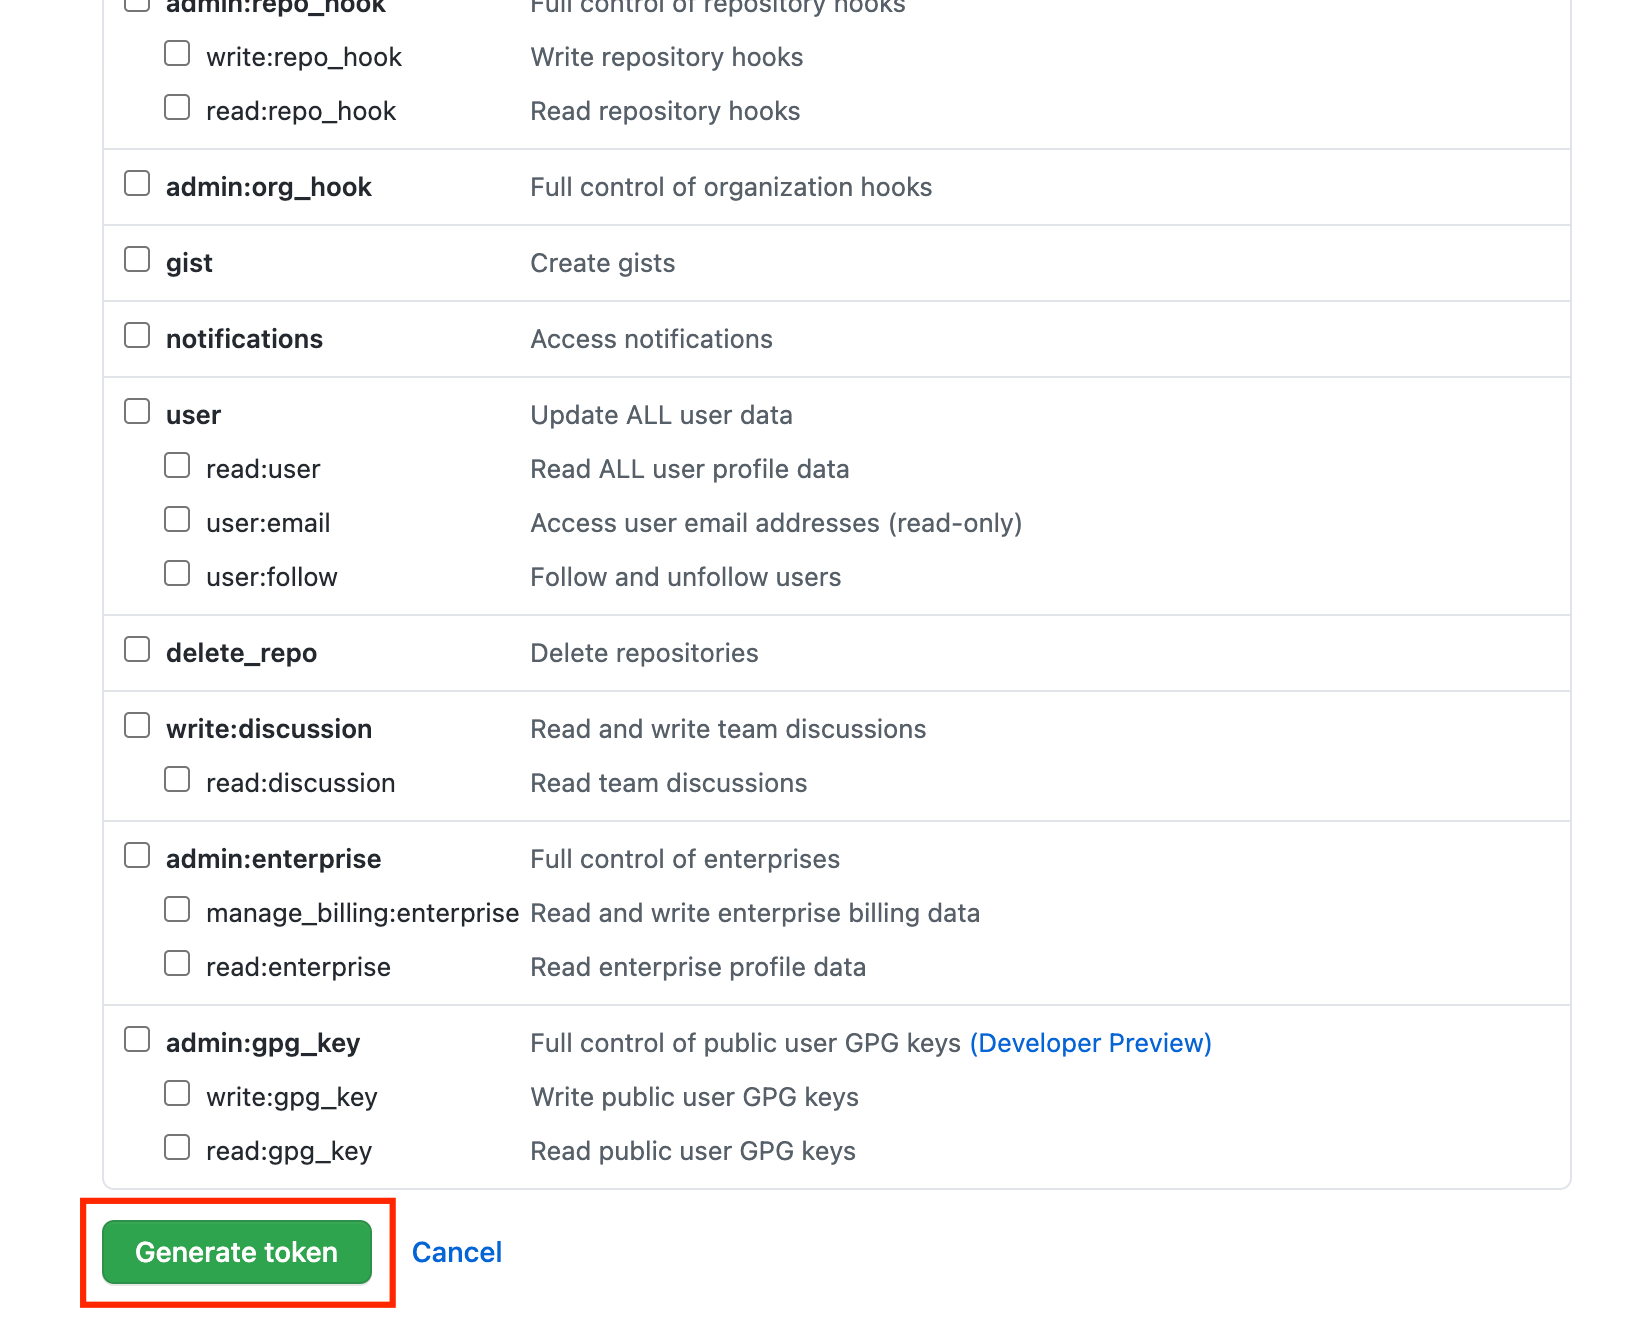 admin:repo_hook Full control of repository hooks
write:repo_hook Write repository hooks
read:repo_hook Read repository hooks
admin:org_hook Full control of organization hooks
gist Create gists
notifications Access notifications
user Update ALL user data
read:user Read ALL user profile data
user:email Access user email addresses (read-only)
user:follow Follow and unfollow users
delete_repo Delete repositories
write:discussion Read and write team discussions
read:discussion Read team discussions
admin:enterprise Full control of enterprises
manage_billing:enterprise Read and write enterprise billing data
read:enterprise Read enterprise profile data
admin:gpg_key Full control of public user GPG keys (Developer Preview)
write:gpg_key Write public user GPG keys
read:gpg_key Read public user GPG keys
Generate token Cancel